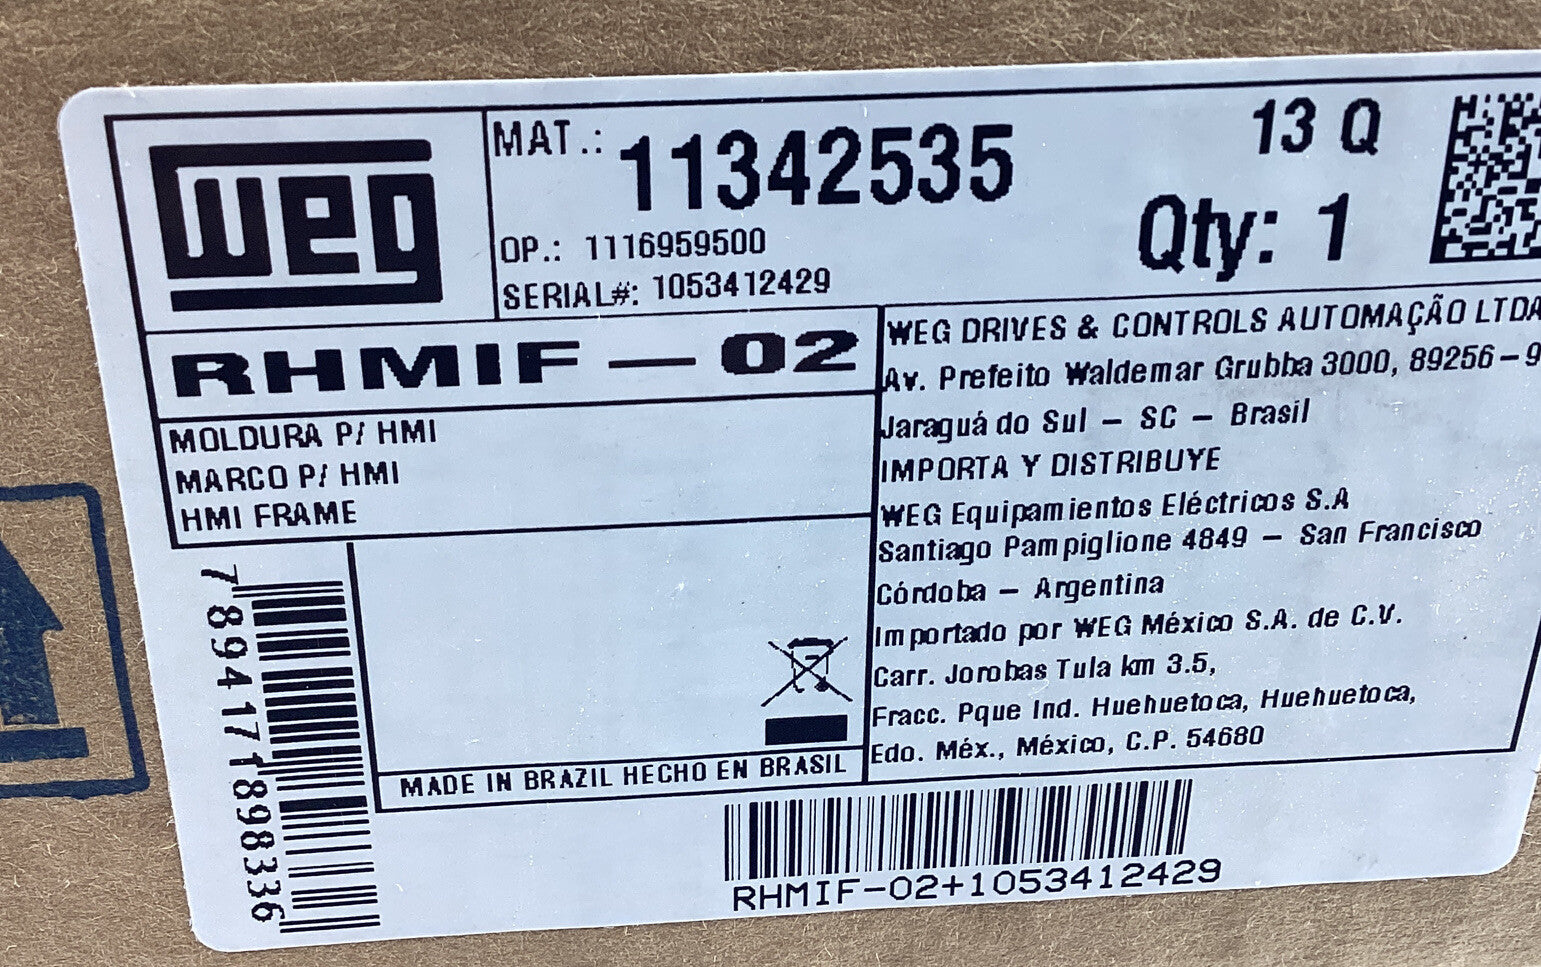 weg
MAT.: 11342535
13 Q
Qty: 1
OP.: 1116959500
SERIAL#: 1053412429
RHMIF-02
MOLDURA P/ HMI
MARCO P/ HMI
HMI FRAME
WEG DRIVES & CONTROLS AUTOMAÇÃO LTDA
Av. Prefeito Waldemar Grubba 3000, 89256-9
Jaraguá do Sul - SC - Brasil
IMPORTA Y DISTRIBUYE
WEG Equipamientos Eléctricos S.A
Santiago Pampiglione 4849 - San Francisco
Córdoba - Argentina
Importado por WEG México S.A. de C.V.
Carr. Jorobas Tula km 3.5,
Fracc. Pque Ind. Huehuetoca, Huehuetoca,
Edo. Méx., México, C.P. 54680
MADE IN BRAZIL HECHO EN BRASIL
7894171898336
RHMIF-02+1053412429